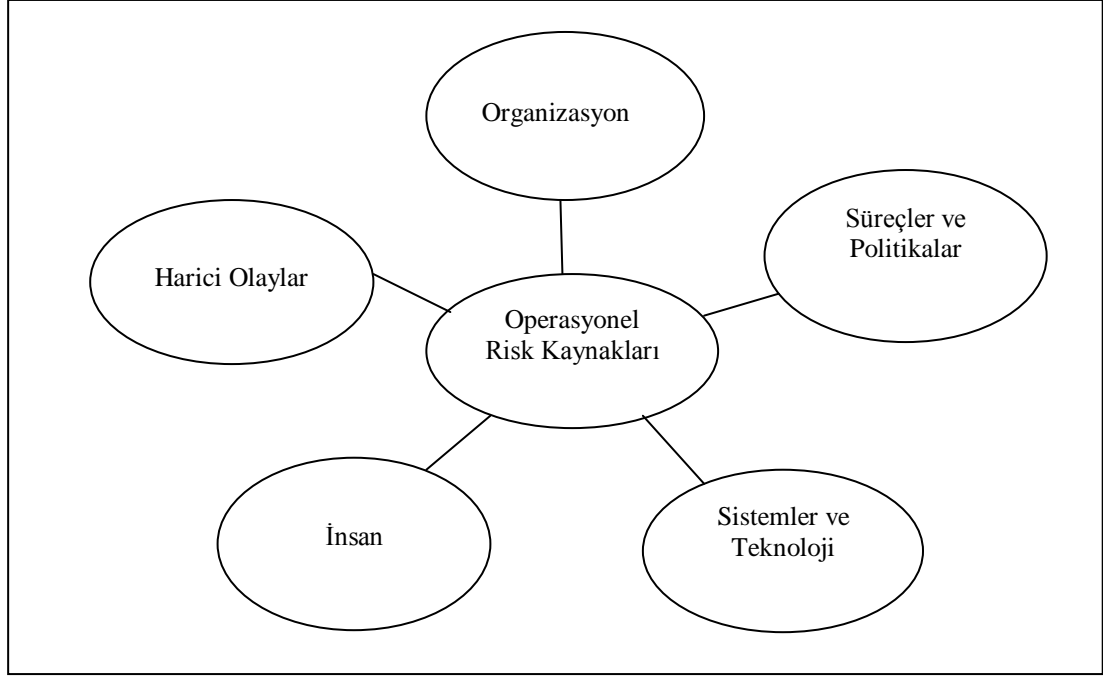 Organizasyon
Süreçler ve
Politikalar
Harici Olaylar
Operasyonel
Risk Kaynakları
İnsan
Sistemler ve
Teknoloji